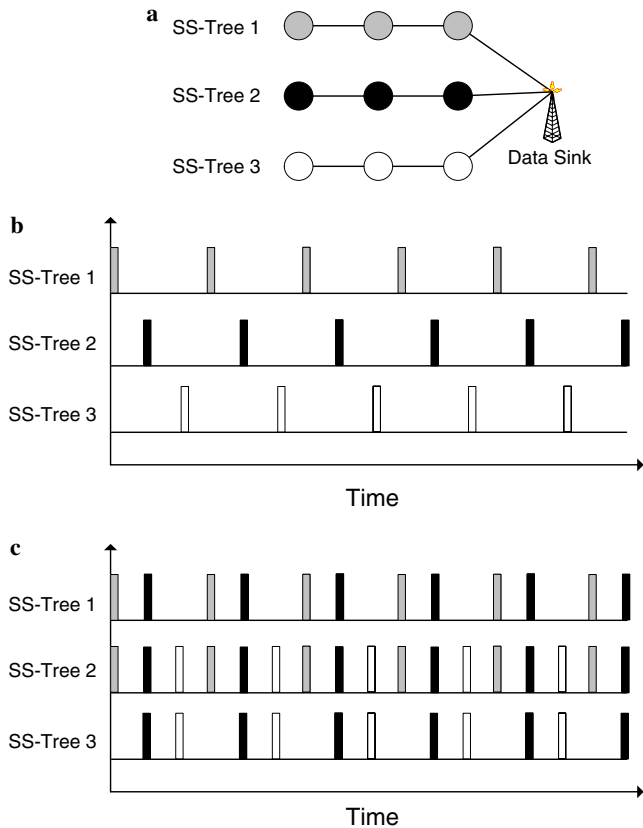 a
SS-Tree 1
SS-Tree 2
SS-Tree 3
Data Sink
b
SS-Tree 1
SS-Tree 2
SS-Tree 3
Time
c
SS-Tree 1
SS-Tree 2
SS-Tree 3
Time